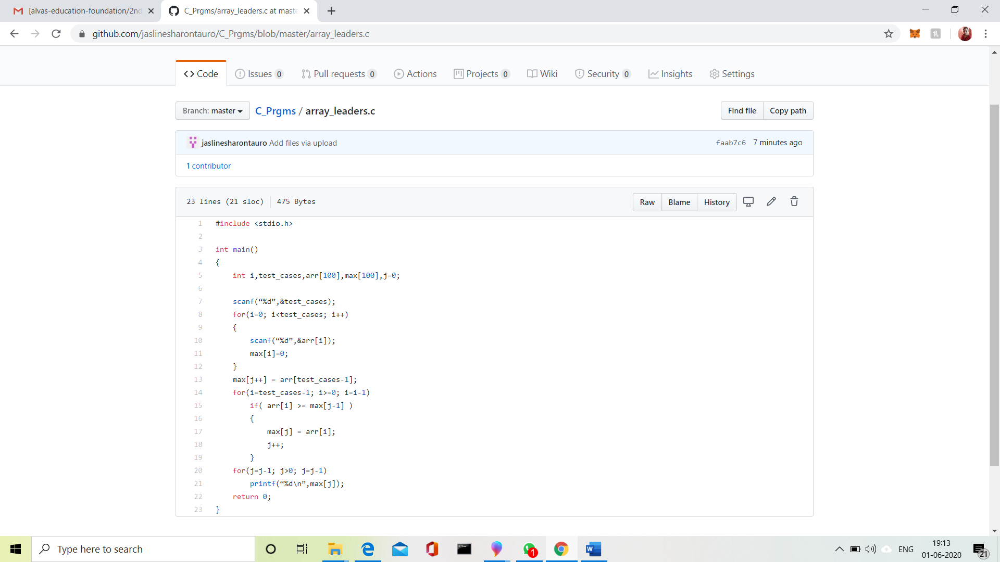 [alvas-education-foundation/2nd
C_Prgms/array_leaders.c at maste
github.com/jaslinesharontauro/C_Prgms/blob/master/array_leaders.c
Code Issues 0 Pull requests 0 Actions Projects 0 Wiki Security 0 Insights Settings
Branch: master C_Prgms / array_leaders.c Find file Copy path
jaslinesharontauro Add files via upload faab7c6 7 minutes ago
1 contributor
23 lines (21 sloc) 475 Bytes Raw Blame History
1 #include <stdio.h>
2
3 int main()
4 {
5 int i,test_cases,arr[100],max[100],j=0;
6
7 scanf(“%d”,&test_cases);
8 for(i=0; i<test_cases; i++)
9 {
10 scanf(“%d”,&arr[i]);
11 max[i]=0;
12 }
13 max[j++] = arr[test_cases-1];
14 for(i=test_cases-1; i>=0; i=i-1)
15 if( arr[i] >= max[j-1] )
16 {
17 max[j] = arr[i];
18 j++;
19 }
20 for(j=j-1; j>0; j=j-1)
21 printf(“%d\n”,max[j]);
22 return 0;
23 }
Type here to search
1
ENG
19:13
01-06-2020
21